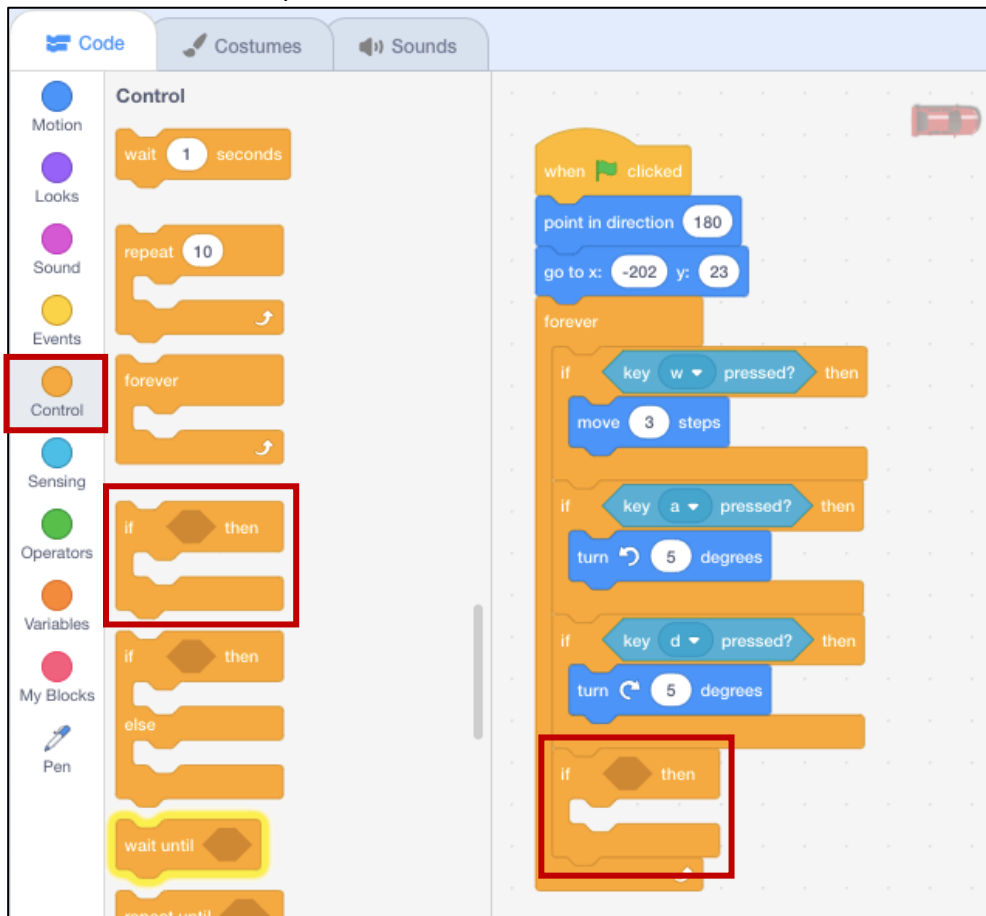 Code Costumes Sounds
Motion
Looks
Sound
Events
Control
Sensing
Operators
Variables
My Blocks
Pen
Control
wait 1 seconds
repeat 10
forever
if then
if then
else
wait until
repeat until
when clicked
point in direction 180
go to x: -202 y: 23
forever
if key w pressed? then
move 3 steps
if key a pressed? then
turn 5 degrees
if key d pressed? then
turn 5 degrees
if then